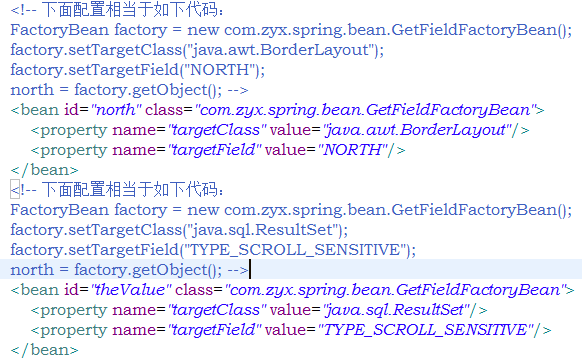 <!-- 下面配置相当于如下代码：
FactoryBean factory = new com.zyx.spring.bean.GetFieldFactoryBean();
factory.setTargetClass("java.awt.BorderLayout");
factory.setTargetField("NORTH");
north = factory.getObject(); -->
<bean id="north" class="com.zyx.spring.bean.GetFieldFactoryBean">
<property name="targetClass" value="java.awt.BorderLayout"/>
<property name="targetField" value="NORTH"/>
</bean>
<!-- 下面配置相当于如下代码：
FactoryBean factory = new com.zyx.spring.bean.GetFieldFactoryBean();
factory.setTargetClass("java.sql.ResultSet");
factory.setTargetField("TYPE_SCROLL_SENSITIVE");
north = factory.getObject(); -->
<bean id="theValue" class="com.zyx.spring.bean.GetFieldFactoryBean">
<property name="targetClass" value="java.sql.ResultSet"/>
<property name="targetField" value="TYPE_SCROLL_SENSITIVE"/>
</bean>